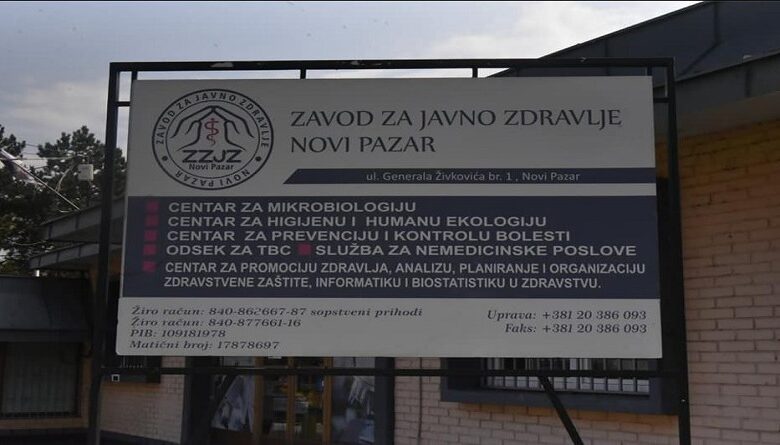 ZAVOD ZA JAVNO ZDRAVLJE
ZZJZ
Novi Pazar
NOVI PAZAR
ZAVOD ZA JAVNO ZDRAVLJE
NOVI PAZAR
ul. Generala Živkovića br. 1 , Novi Pazar
CENTAR ZA MIKROBIOLOGIJU
CENTAR ZA HIGIJENU I HUMANU EKOLOGIJU
CENTAR ZA PREVENCIJU I KONTROLU BOLESTI
ODSEK ZA TBC SLUŽBA ZA NEMEDICINSKE POSLOVE
CENTAR ZA PROMOCIJU ZDRAVLJA, ANALIZU, PLANIRANJE I ORGANIZACIJU
ZDRAVSTVENE ZAŠTITE, INFORMATIKU I BIOSTATISTIKU U ZDRAVSTVU.
Žiro račun: 840-862667-87 sopstveni prihodi
Žiro račun: 840-877661-16
PIB: 109181978
Matični broj: 17878697
Uprava: +381 20 386 093
Faks: +381 20 386 093